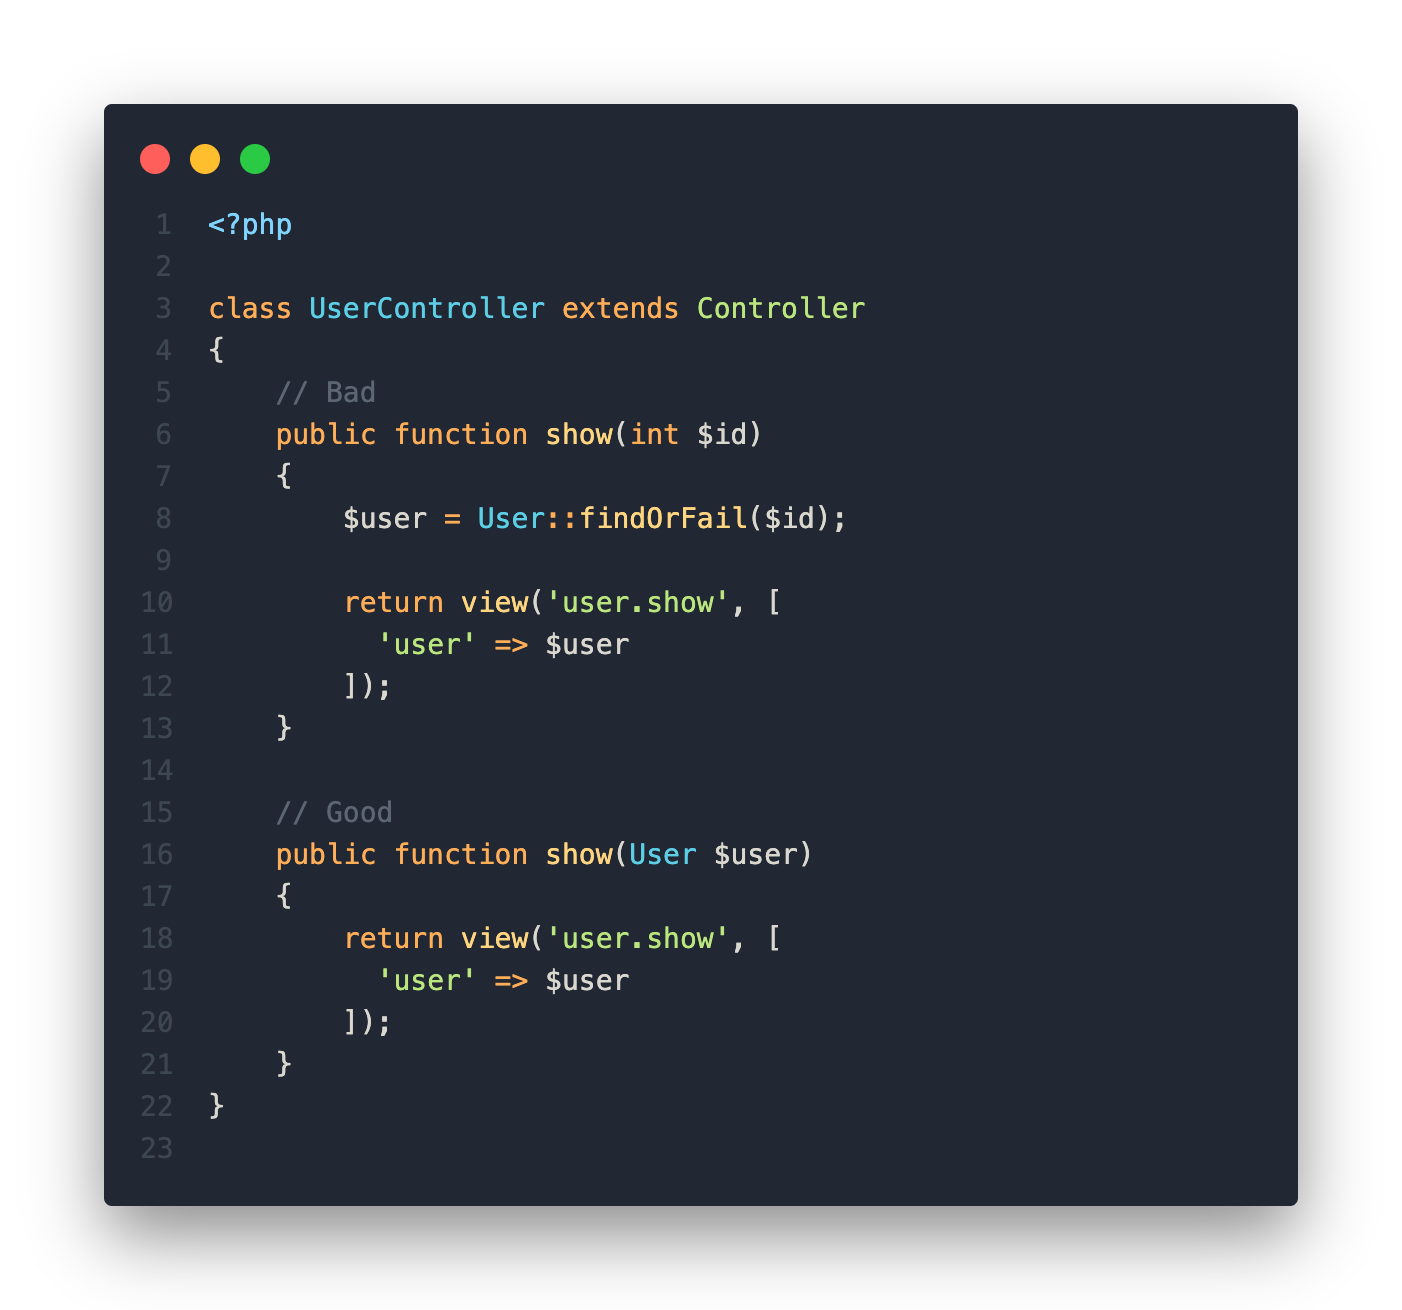 1 <?php
2
3 class UserController extends Controller
4 {
5     // Bad
6     public function show(int $id)
7     {
8         $user = User::findOrFail($id);
9
10         return view('user.show', [
11           'user' => $user
12         ]);
13     }
14
15     // Good
16     public function show(User $user)
17     {
18         return view('user.show', [
19           'user' => $user
20         ]);
21     }
22 }
23